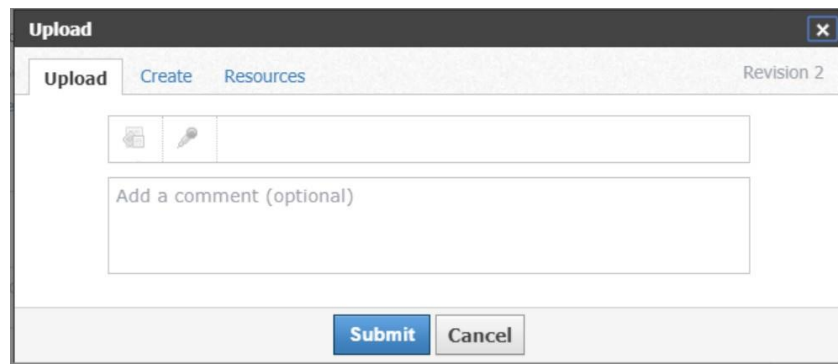 Upload
Upload Create Resources Revision 2
Add a comment (optional)
Submit Cancel